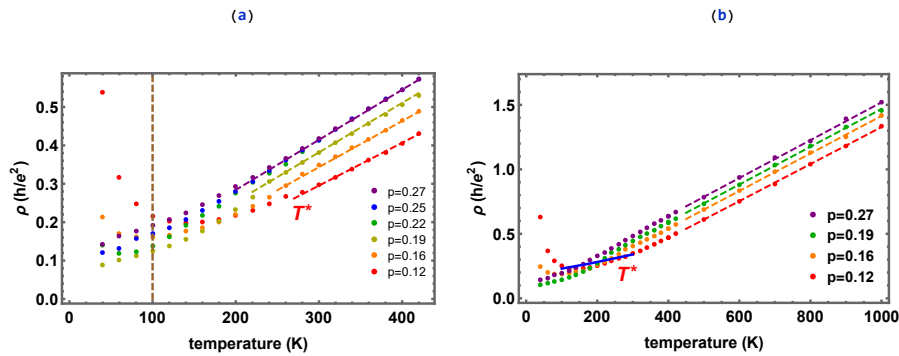 (a)
(b)
ρ (h/e²)
0.5
0.4
0.3
0.2
0.1
0.0
0
100
200
300
400
temperature (K)
T*
p=0.27
p=0.25
p=0.22
p=0.19
p=0.16
p=0.12
ρ (h/e²)
1.5
1.0
0.5
0.0
0
200
400
600
800
1000
temperature (K)
T*
p=0.27
p=0.19
p=0.16
p=0.12